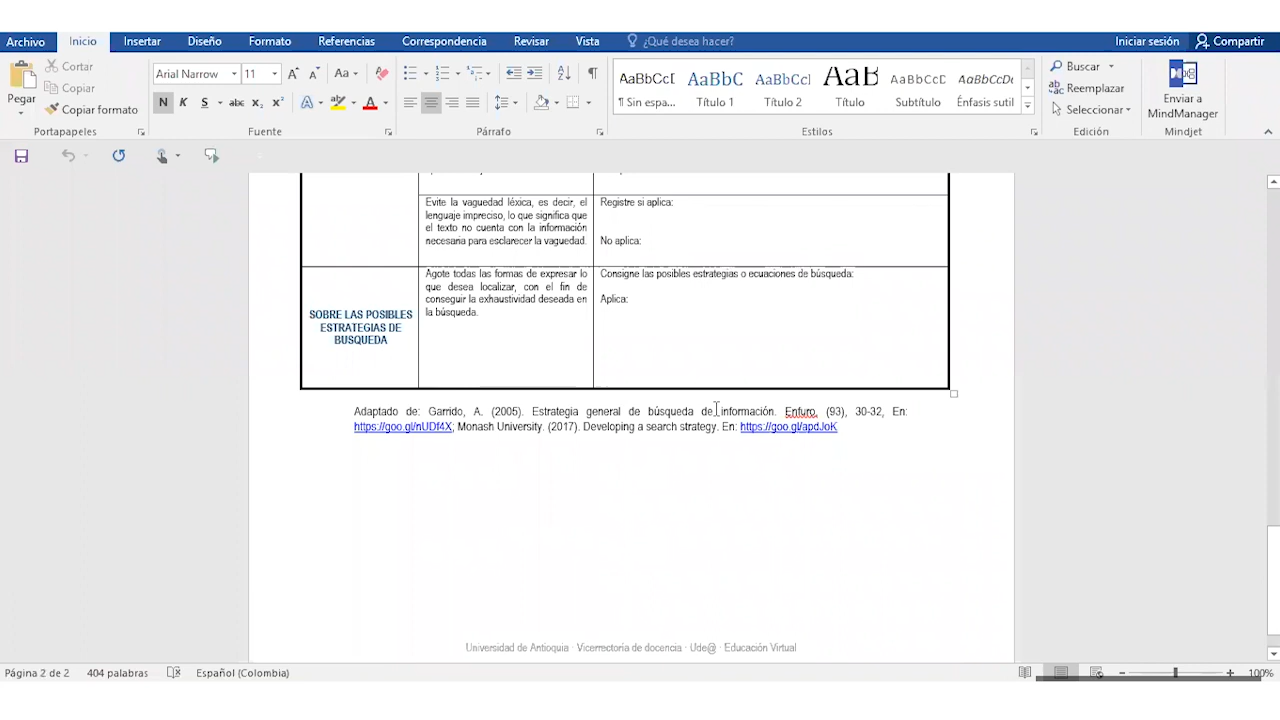 Archivo Inicio Insertar Diseño Formato Referencias Correspondencia Revisar Vista ¿Qué desea hacer? Iniciar sesión Compartir
Pegar
Cortar
Copiar
Copiar formato
Portapapeles
Arial Narrow 11
N K S abc x₂ x²
Fuente
Párrafo
AaBbCcD
¶ Sin espa...
AaBbC
Título 1
AaBbCcl
Título 2
AaB
Título
AaBbCcD
Subtítulo
AaBbCcDc
Énfasis sutil
Estilos
Buscar
Reemplazar
Seleccionar
Edición
Enviar a
MindManager
Mindjet
Evite la vaguedad léxica, es decir, el
lenguaje impreciso, lo que significa que
el texto no cuenta con la información
necesaria para esclarecer la vaguedad.
Registre si aplica:
No aplica:
SOBRE LAS POSIBLES
ESTRATEGIAS DE
BUSQUEDA
Agote todas las formas de expresar lo
que desea localizar, con el fin de
conseguir la exhaustividad deseada en
la búsqueda.
Consigne las posibles estrategias o ecuaciones de búsqueda:
Aplica:
Adaptado de: Garrido, A. (2005). Estrategia general de búsqueda de información. Enfuro, (93), 30-32, En:
https://goo.gl/nUDf4X; Monash University. (2017). Developing a search strategy. En: https://goo.gl/apdJoK
Universidad de Antioquia · Vicerrectoría de docencia · Ude@ · Educación Virtual
Página 2 de 2 404 palabras Español (Colombia) 100%